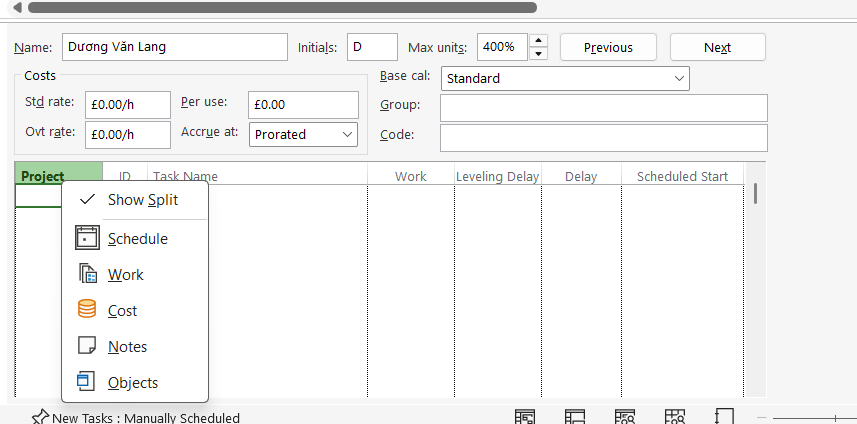 Name: Dương Văn Lang Initials: D Max units: 400% Previous Next
Costs Base cal: Standard
Std rate: £0.00/h Per use: £0.00 Group:
Ovt rate: £0.00/h Accrue at: Prorated Code:
Project ID Task Name Work Leveling Delay Delay Scheduled Start
Show Split
Schedule
Work
Cost
Notes
Objects
New Tasks : Manually Scheduled